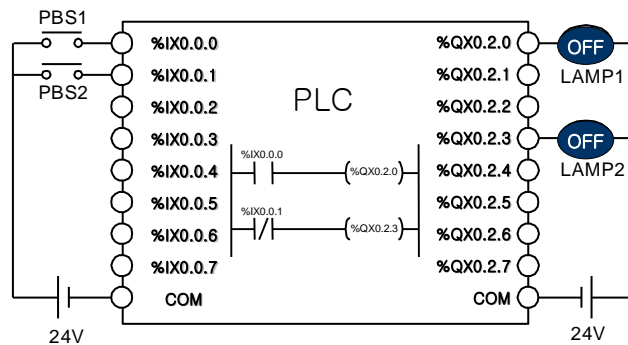 PBS1
PBS2
%IX0.0.0
%IX0.0.1
%IX0.0.2
%IX0.0.3
%IX0.0.4
%IX0.0.5
%IX0.0.6
%IX0.0.7
COM
24V
PLC
%IX0.0.0
%QX0.2.0
%IX0.0.1
%QX0.2.3
%QX0.2.0
%QX0.2.1
%QX0.2.2
%QX0.2.3
%QX0.2.4
%QX0.2.5
%QX0.2.6
%QX0.2.7
COM
OFF
LAMP1
OFF
LAMP2
24V